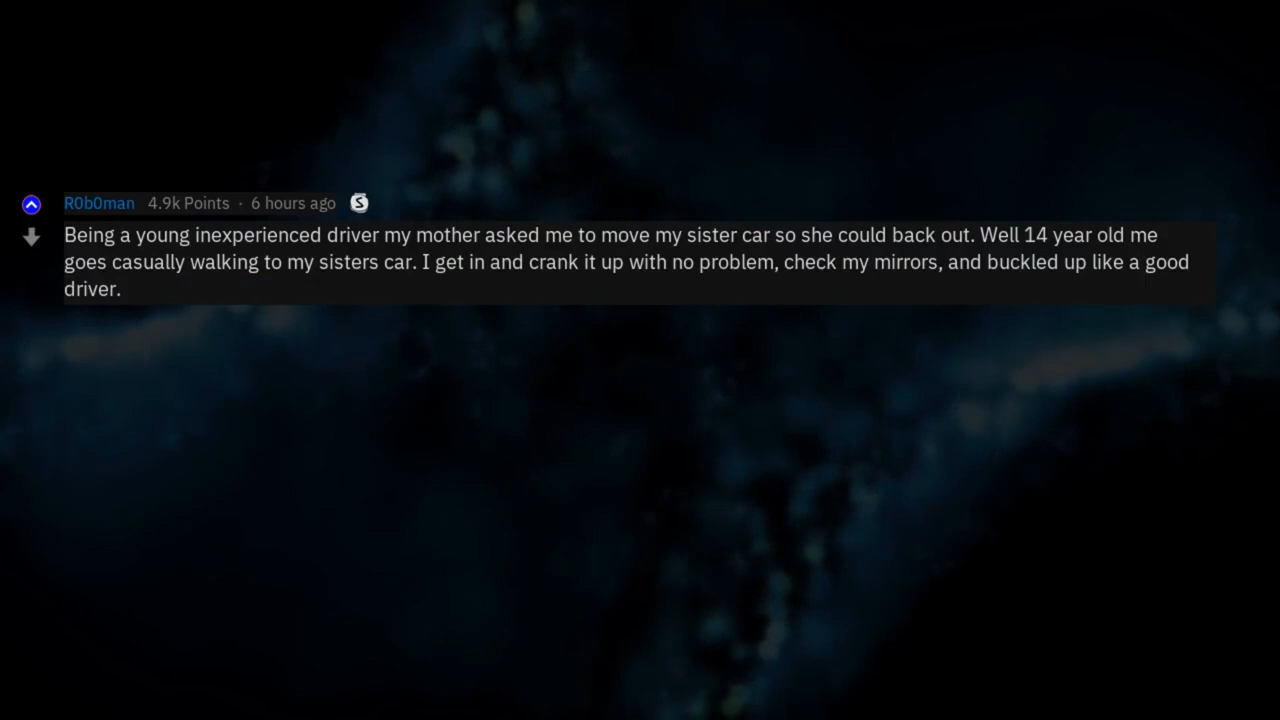 R0b0man 4.9k Points · 6 hours ago S
Being a young inexperienced driver my mother asked me to move my sister car so she could back out. Well 14 year old me
goes casually walking to my sisters car. I get in and crank it up with no problem, check my mirrors, and buckled up like a good
driver.